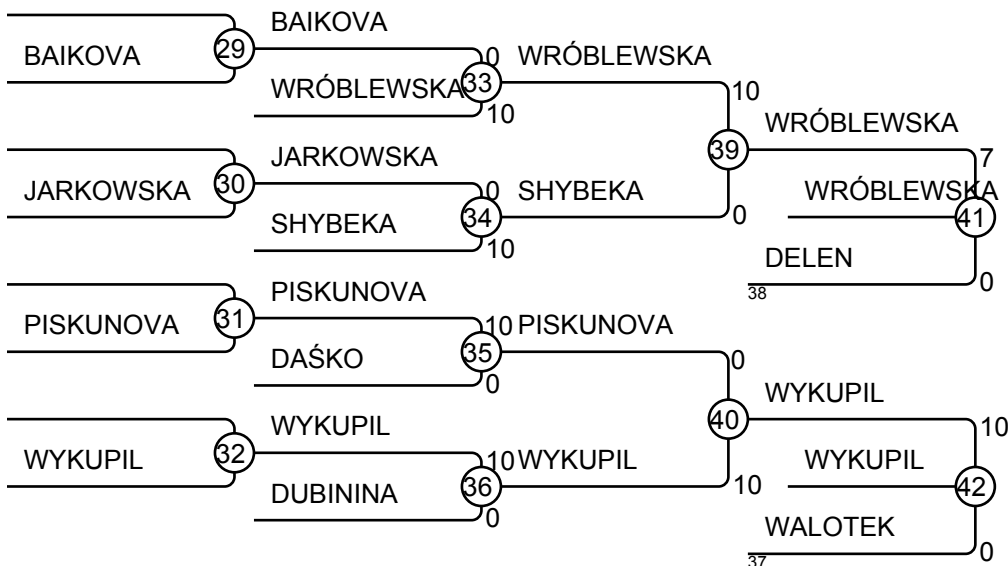 BAIKOVA
29
BAIKOVA
0
WRÓBLEWSKA
33
10
WRÓBLEWSKA
10
JARKOWSKA
30
JARKOWSKA
0
SHYBEKA
34
10
SHYBEKA
39
0
WRÓBLEWSKA
7
WRÓBLEWSKA
41
DELEN
38
0
PISKUNOVA
31
PISKUNOVA
10
DAŚKO
35
0
PISKUNOVA
0
WYKUPIL
32
WYKUPIL
10
DUBININA
36
0
WYKUPIL
40
10
WYKUPIL
10
WYKUPIL
42
WALOTEK
37
0